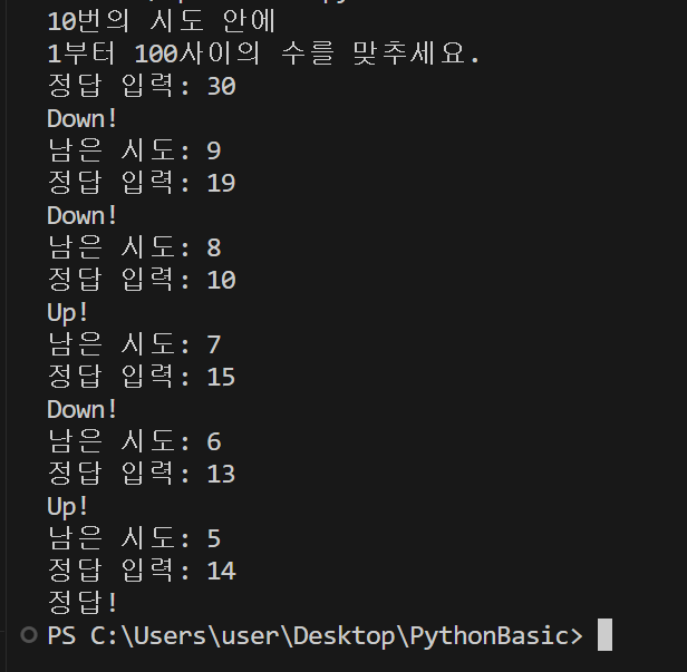 10번의 시도 안에
1부터 100사이의 수를 맞추세요.
정답 입력: 30
Down!
남은 시도: 9
정답 입력: 19
Down!
남은 시도: 8
정답 입력: 10
Up!
남은 시도: 7
정답 입력: 15
Down!
남은 시도: 6
정답 입력: 13
Up!
남은 시도: 5
정답 입력: 14
정답!
PS C:\Users\user\Desktop\PythonBasic>